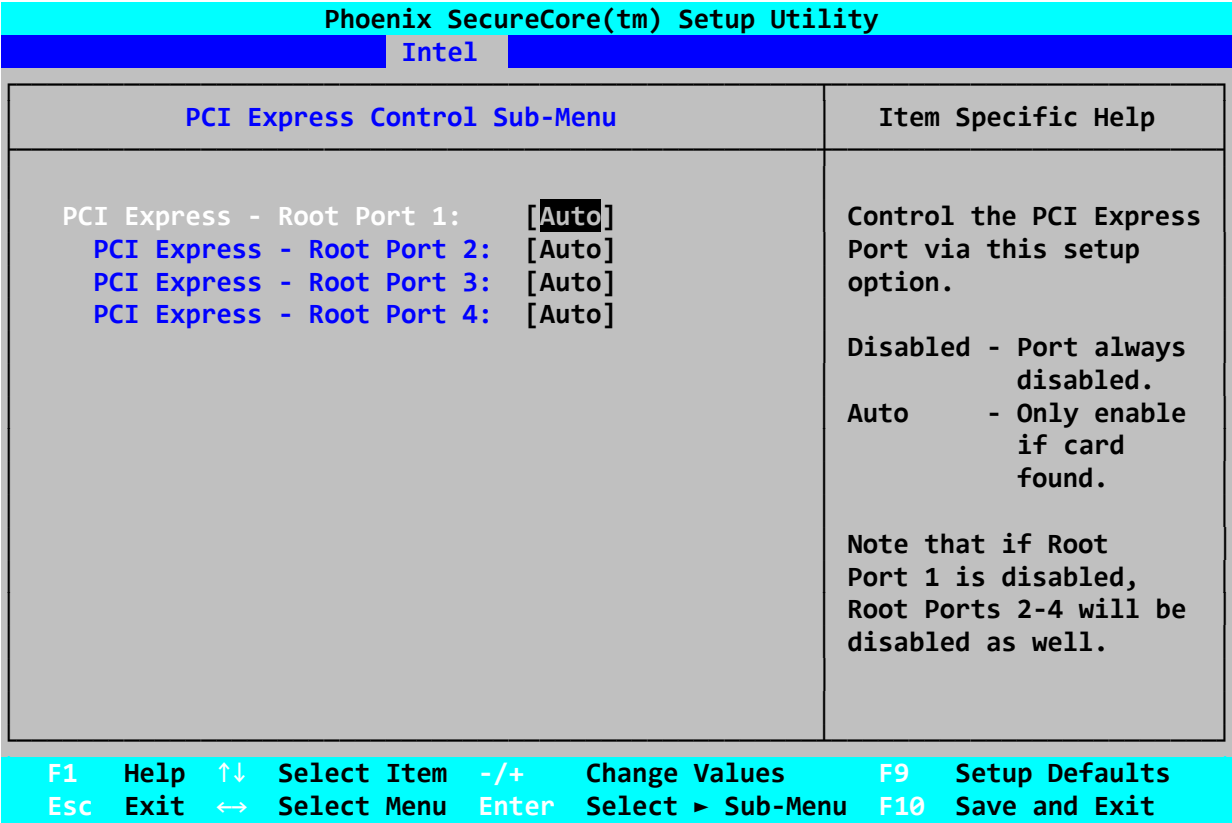 Phoenix SecureCore(tm) Setup Utility
Intel
PCI Express Control Sub-Menu
Item Specific Help
PCI Express - Root Port 1: [Auto]
PCI Express - Root Port 2: [Auto]
PCI Express - Root Port 3: [Auto]
PCI Express - Root Port 4: [Auto]
Control the PCI Express
Port via this setup
option.
Disabled - Port always
disabled.
Auto - Only enable
if card
found.
Note that if Root
Port 1 is disabled,
Root Ports 2-4 will be
disabled as well.
F1 Help ↑↓ Select Item -/+ Change Values F9 Setup Defaults
Esc Exit ↔ Select Menu Enter Select ► Sub-Menu F10 Save and Exit